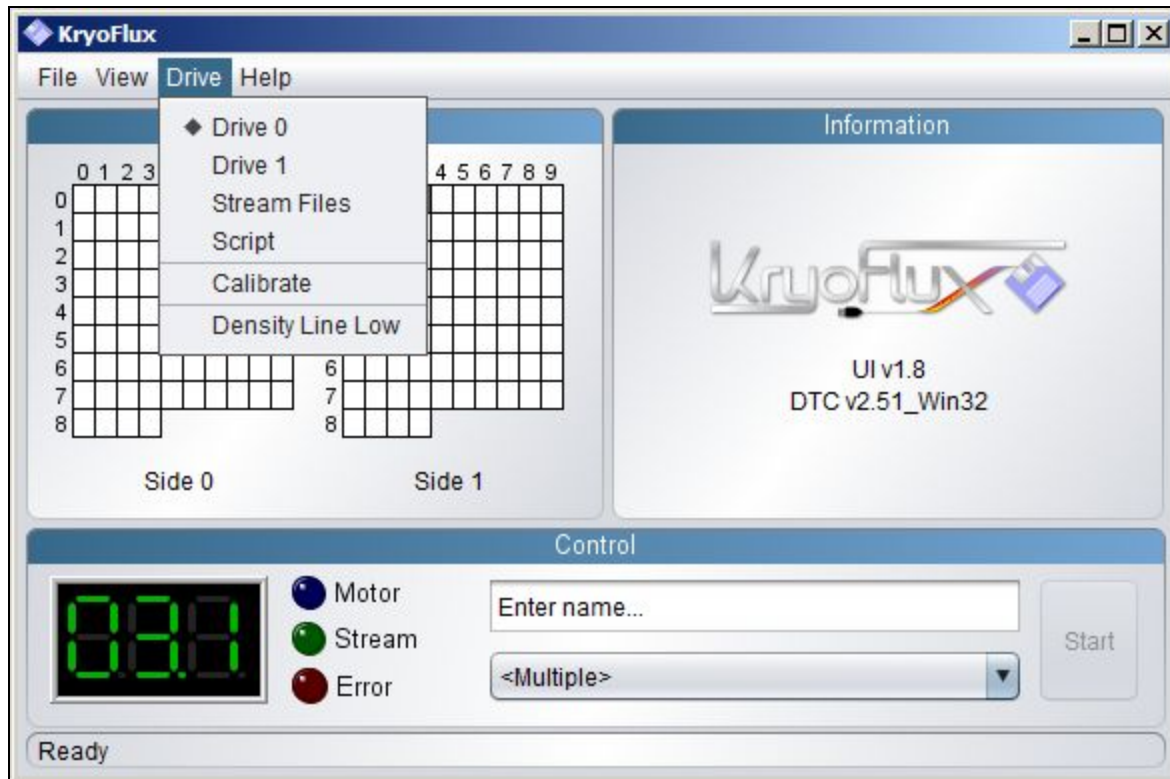 KryoFlux
File View Drive Help
Drive 0
Drive 1
Stream Files
Script
Calibrate
Density Line Low
0 1 2 3
0
1
2
3
4
5
6
7
8
Side 0
4 5 6 7 8 9
6
7
8
Side 1
Information
KryoFlux
UI v1.8
DTC v2.51_Win32
Control
03.1
Motor
Stream
Error
Enter name...
<Multiple>
Start
Ready